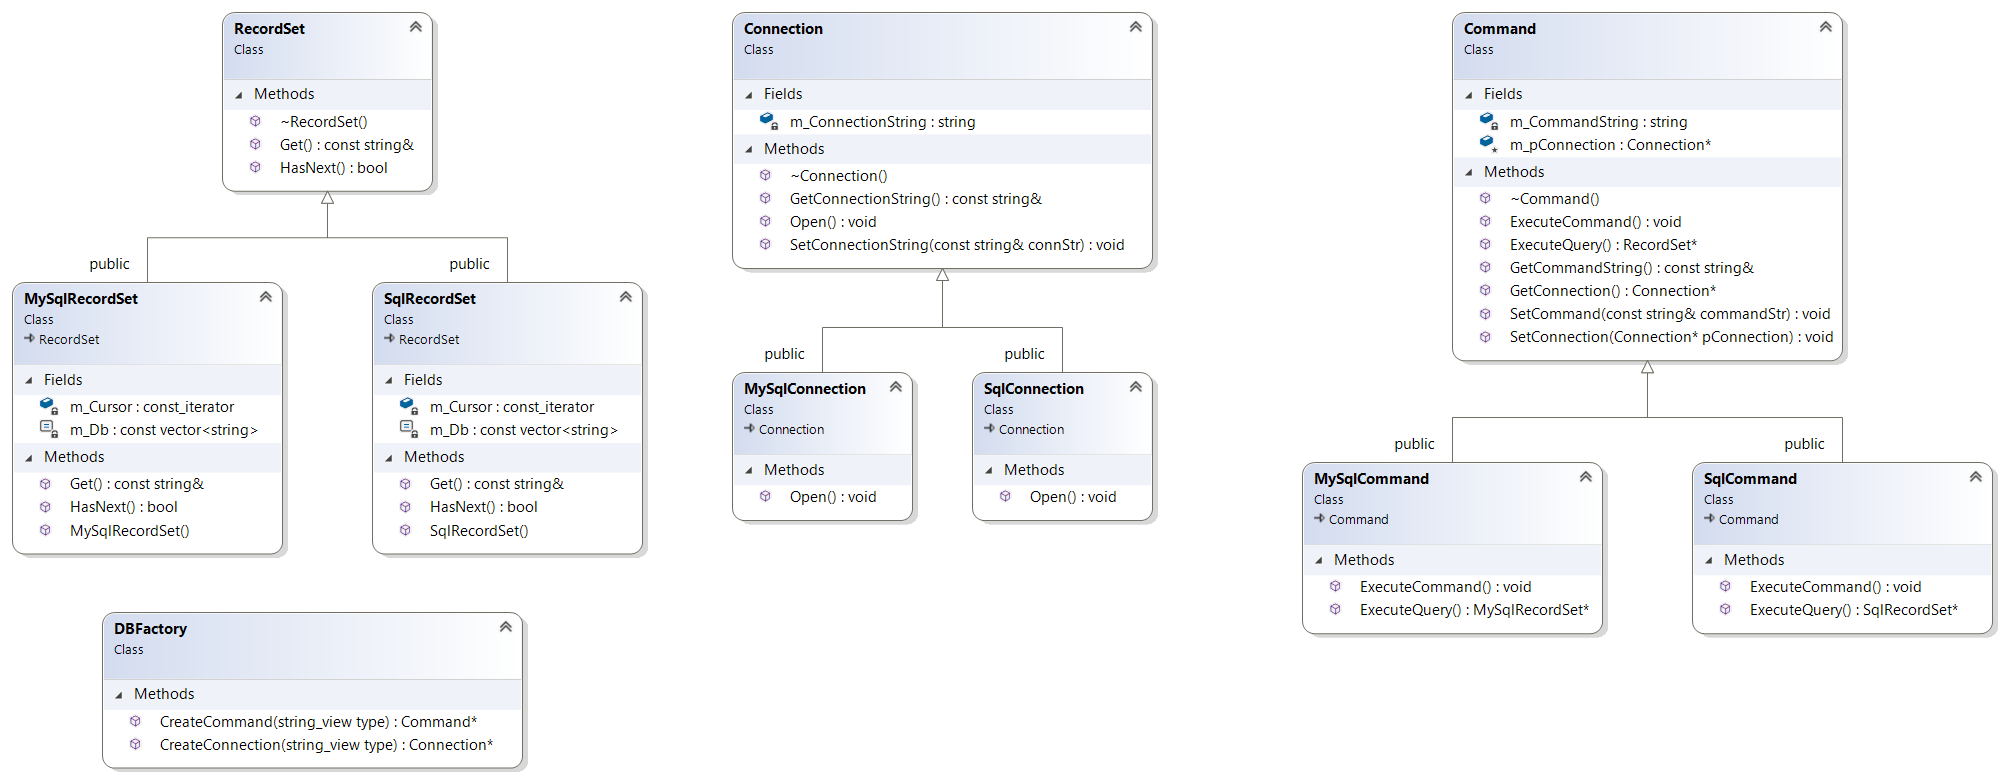 RecordSet
Class
Methods
~RecordSet()
Get() : const string&
HasNext() : bool
public
public
MySqlRecordSet
Class
RecordSet
Fields
m_Cursor : const_iterator
m_Db : const vector<string>
Methods
Get() : const string&
HasNext() : bool
MySqlRecordSet()
SqlRecordSet
Class
RecordSet
Fields
m_Cursor : const_iterator
m_Db : const vector<string>
Methods
Get() : const string&
HasNext() : bool
SqlRecordSet()
DBFactory
Class
Methods
CreateCommand(string_view type) : Command*
CreateConnection(string_view type) : Connection*
Connection
Class
Fields
m_ConnectionString : string
Methods
~Connection()
GetConnectionString() : const string&
Open() : void
SetConnectionString(const string& connStr) : void
public
public
MySqlConnection
Class
Connection
Methods
Open() : void
SqlConnection
Class
Connection
Methods
Open() : void
Command
Class
Fields
m_CommandString : string
m_pConnection : Connection*
Methods
~Command()
ExecuteCommand() : void
ExecuteQuery() : RecordSet*
GetCommandString() : const string&
GetConnection() : Connection*
SetCommand(const string& commandStr) : void
SetConnection(Connection* pConnection) : void
public
public
MySqlCommand
Class
Command
Methods
ExecuteCommand() : void
ExecuteQuery() : MySqlRecordSet*
SqlCommand
Class
Command
Methods
ExecuteCommand() : void
ExecuteQuery() : SqlRecordSet*